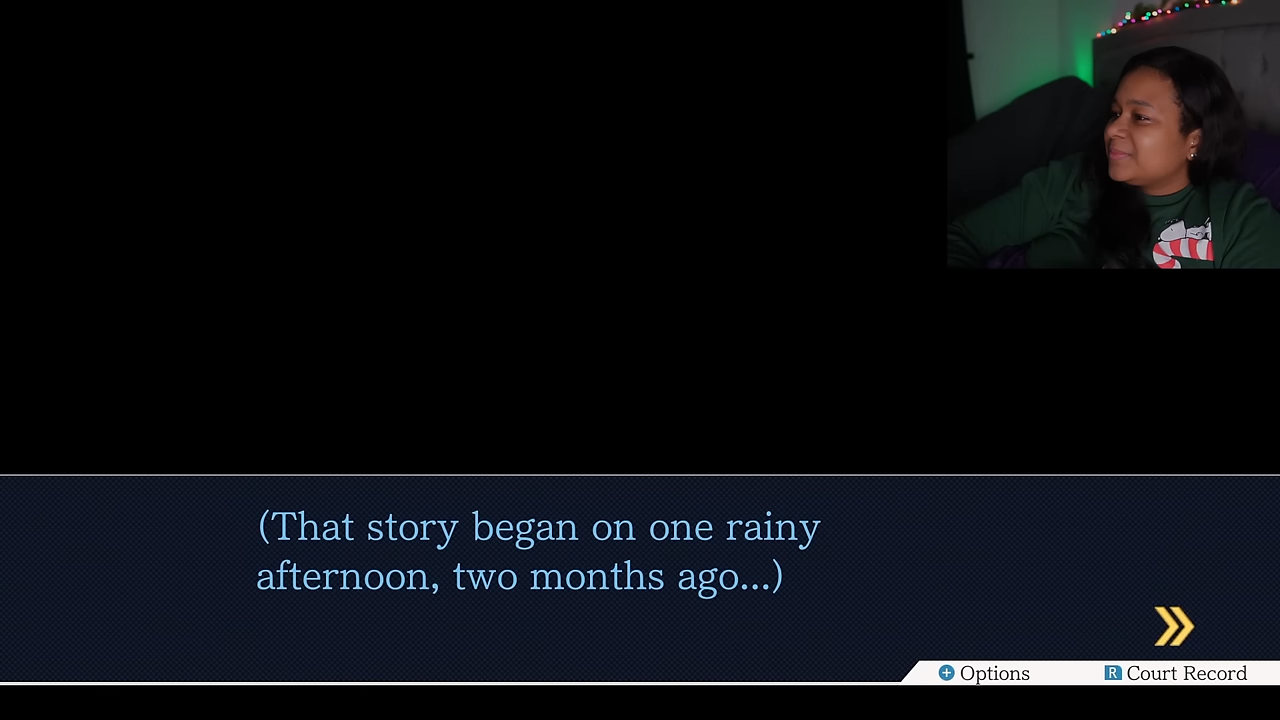 (That story began on one rainy
afternoon, two months ago...)
+ Options R Court Record